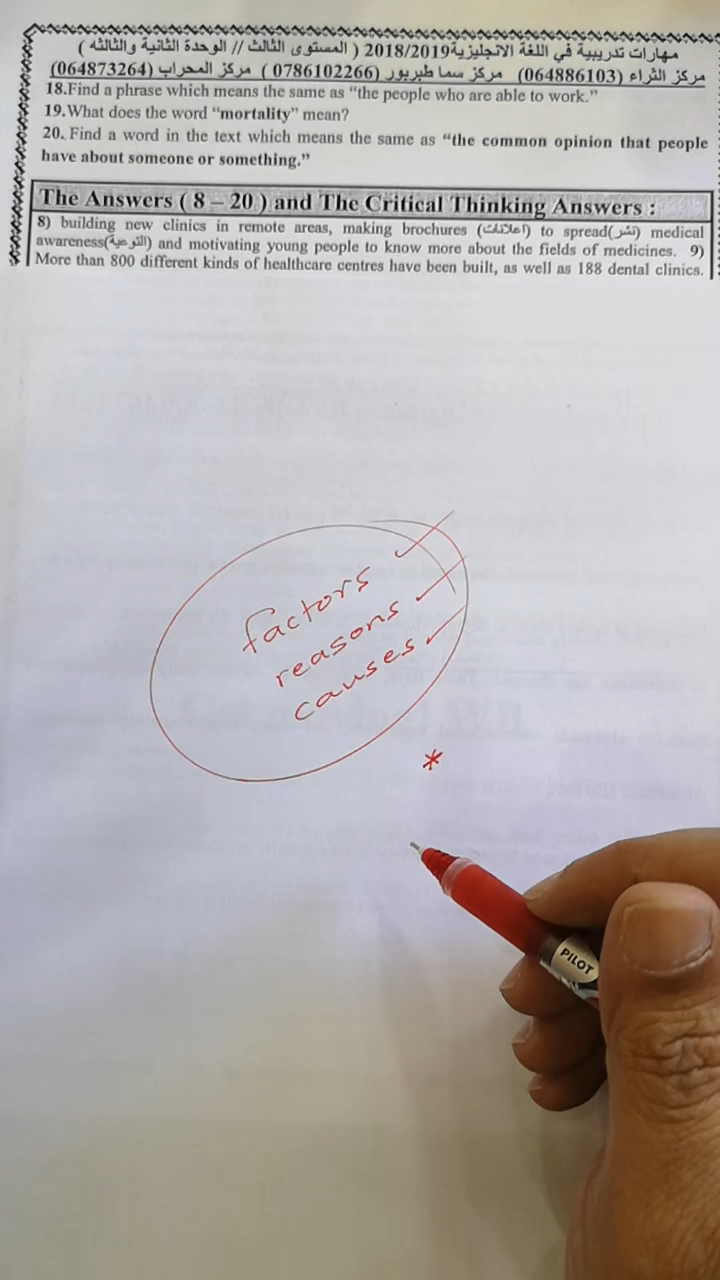 مهارات تدريبية في اللغة الانجليزية 2018/2019 ( المستوى الثالث // الوحدة الثانية والثالثه )
مركز الثراء (064886103) مركز سما طبربور (0786102266 ) مركز المحراب (064873264)
18.Find a phrase which means the same as “the people who are able to work.”
19.What does the word “mortality” mean?
20. Find a word in the text which means the same as “the common opinion that people
have about someone or something.”
The Answers ( 8 – 20 ) and The Critical Thinking Answers :
8) building new clinics in remote areas, making brochures (اعلانات) to spread(نشر) medical
awareness(التوعية) and motivating young people to know more about the fields of medicines. 9)
More than 800 different kinds of healthcare centres have been built, as well as 188 dental clinics.
factors
reasons
causes
*
PILOT